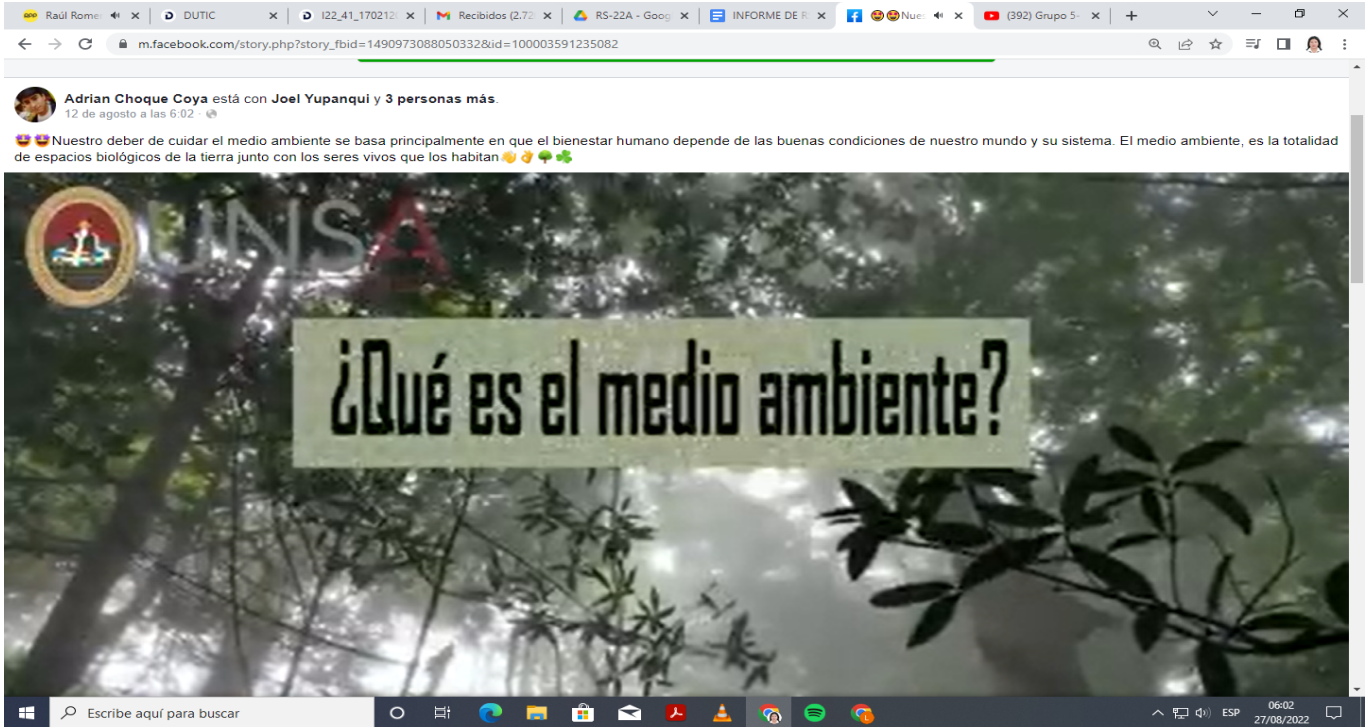 Raúl Rome
DUTIC
I22_41_170212
Recibidos (2.72
RS-22A - Goog
INFORME DE R
Nue
(392) Grupo 5-
m.facebook.com/story.php?story_fbid=1490973088050332&id=100003591235082
Adrian Choque Coya está con Joel Yupanqui y 3 personas más.
12 de agosto a las 6:02 ·
🤩🤩Nuestro deber de cuidar el medio ambiente se basa principalmente en que el bienestar humano depende de las buenas condiciones de nuestro mundo y su sistema. El medio ambiente, es la totalidad
de espacios biológicos de la tierra junto con los seres vivos que los habitan👏👌🌳☘
UNSA
¿Qué es el medio ambiente?
Escribe aquí para buscar
ESP
06:02
27/08/2022